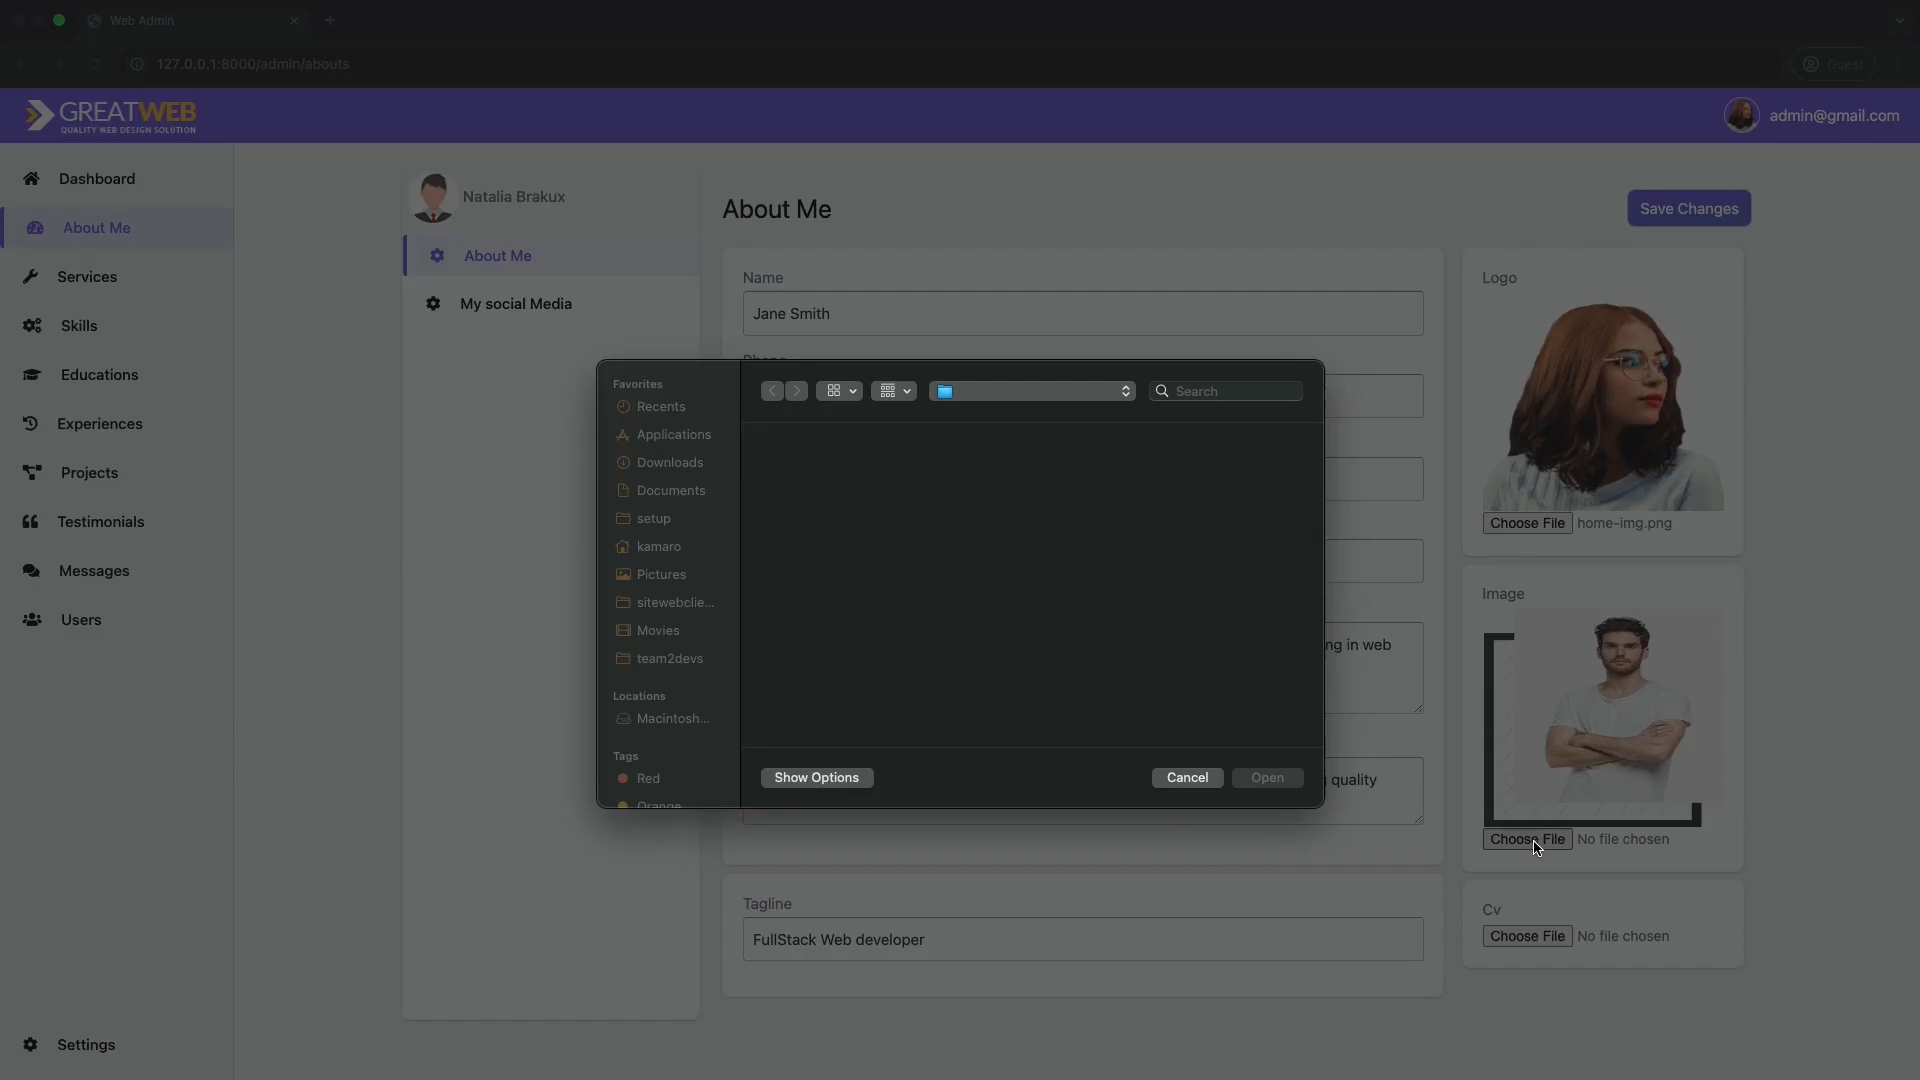 Web Admin
127.0.0.1:8000/admin/abouts
Guest
GREATWEB
QUALITY WEB DESIGN SOLUTION
admin@gmail.com
Dashboard
About Me
Services
Skills
Educations
Experiences
Projects
Testimonials
Messages
Users
Settings
Natalia Brakux
About Me
My social Media
About Me
Save Changes
Name
Jane Smith
Phone
ng in web
g quality
Tagline
FullStack Web developer
Logo
Choose File home-img.png
Image
Choose File No file chosen
Cv
Choose File No file chosen
Favorites
Recents
Applications
Downloads
Documents
setup
kamaro
Pictures
sitewebclie...
Movies
team2devs
Locations
Macintosh...
Tags
Red
Orange
Search
Show Options
Cancel
Open